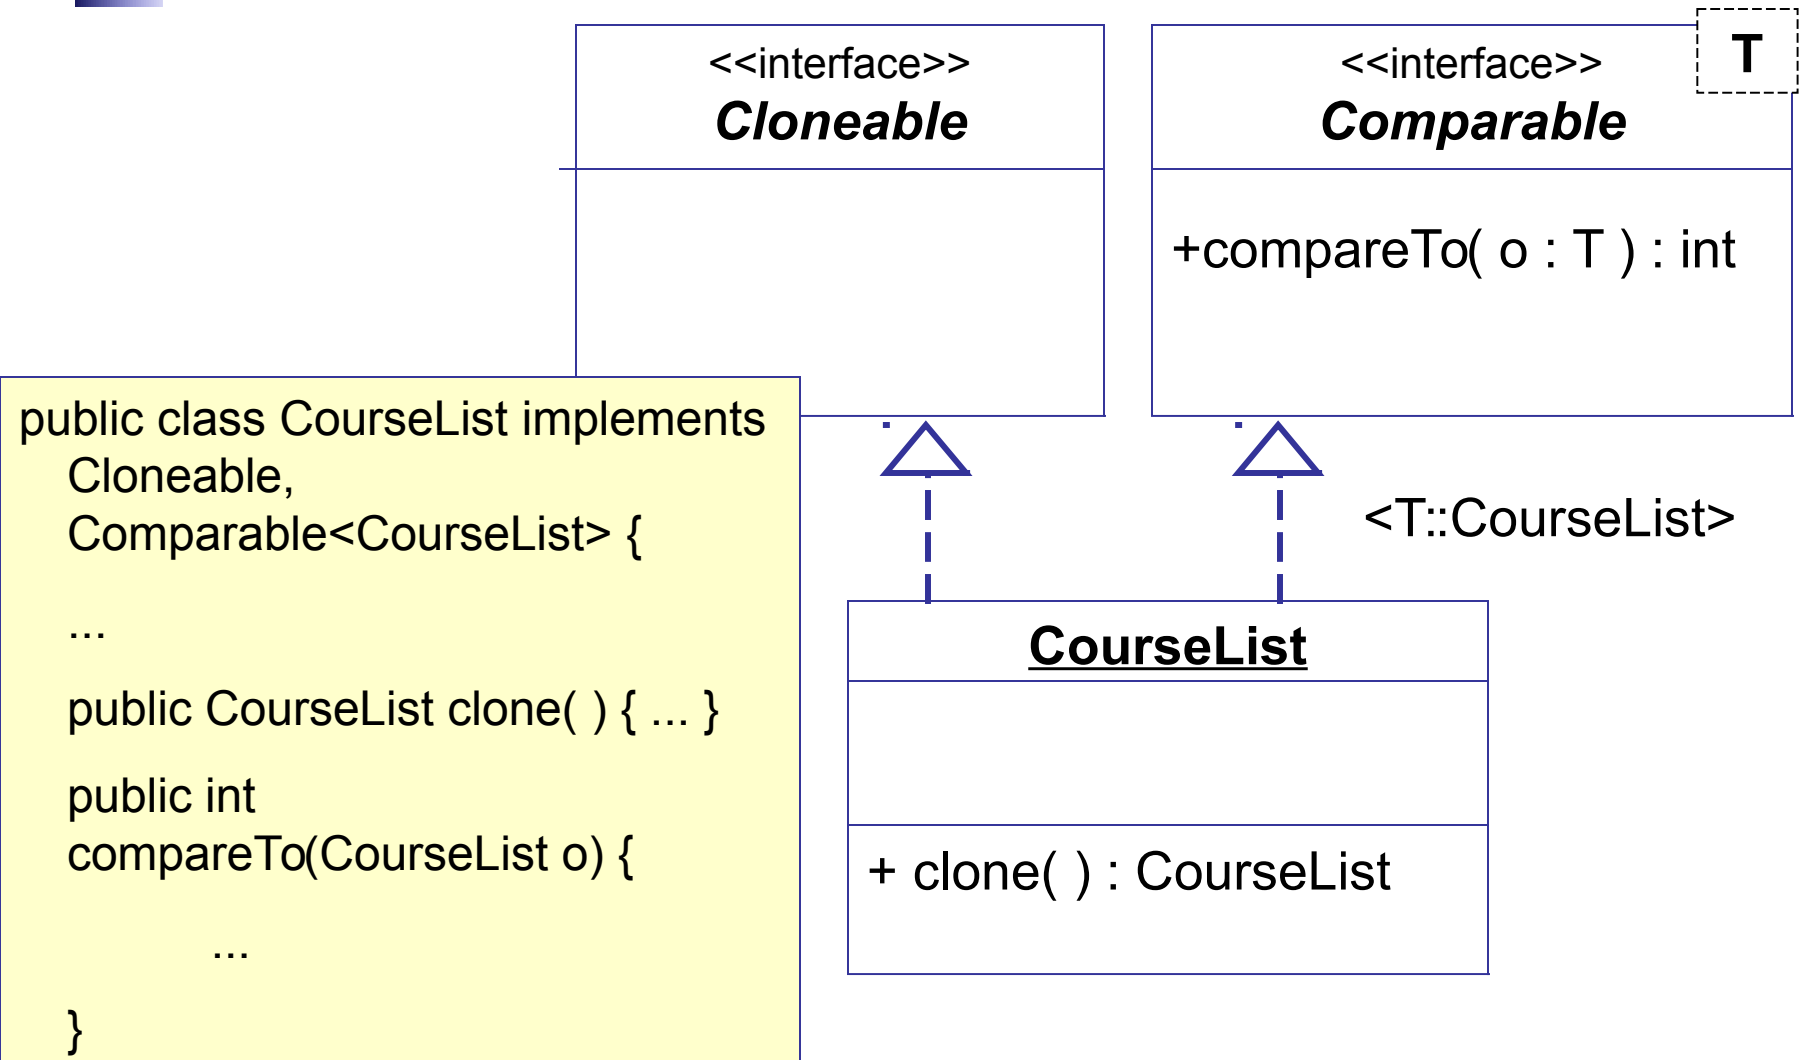 <<interface>>
Cloneable
<<interface>>
Comparable
T
+compareTo( o : T ) : int
public class CourseList implements
Cloneable,
Comparable<CourseList> {
...
public CourseList clone( ) { ... }
public int
compareTo(CourseList o) {
...
}
<T::CourseList>
CourseList
+ clone( ) : CourseList